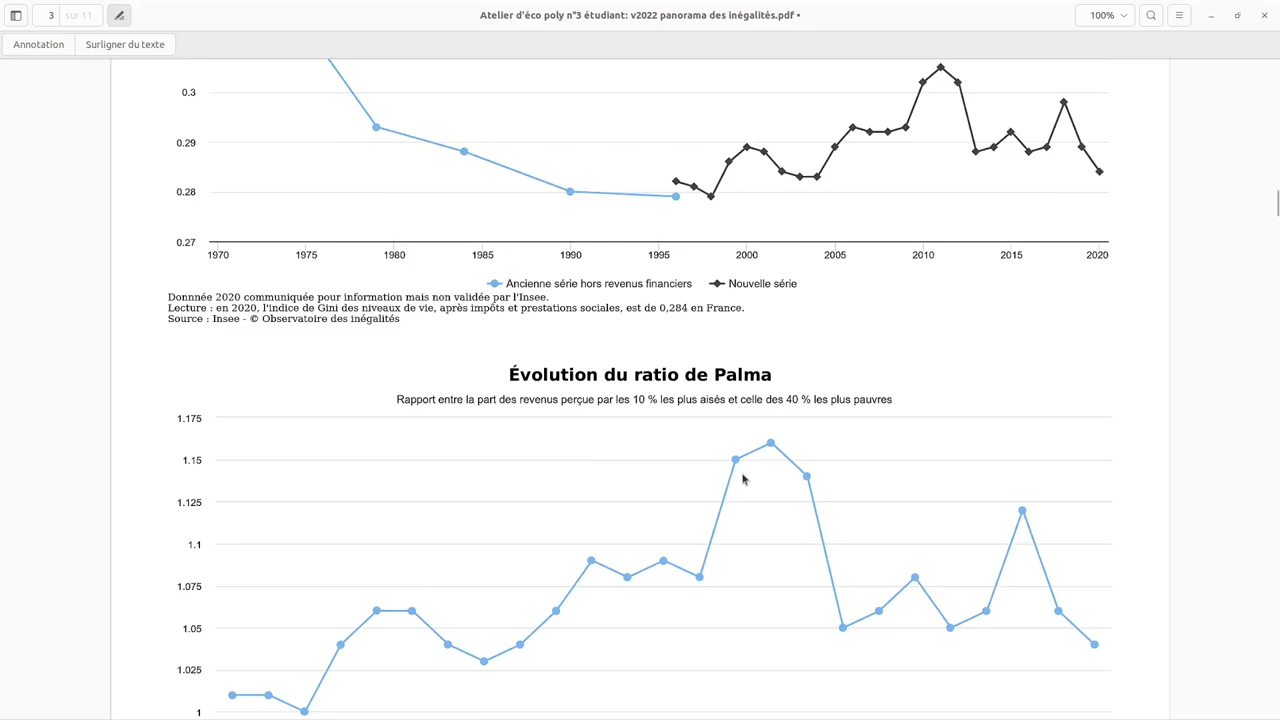 3 sur 11 Atelier d'éco poly n°3 étudiant: v2022 panorama des inégalités.pdf • 100%
Annotation Surligner du texte
0.3
0.29
0.28
0.27
1970 1975 1980 1985 1990 1995 2000 2005 2010 2015 2020
Ancienne série hors revenus financiers Nouvelle série
Donnnée 2020 communiquée pour information mais non validée par l'Insee.
Lecture : en 2020, l'indice de Gini des niveaux de vie, après impôts et prestations sociales, est de 0,284 en France.
Source : Insee - © Observatoire des inégalités
Évolution du ratio de Palma
Rapport entre la part des revenus perçue par les 10 % les plus aisés et celle des 40 % les plus pauvres
1.175
1.15
1.125
1.1
1.075
1.05
1.025
1